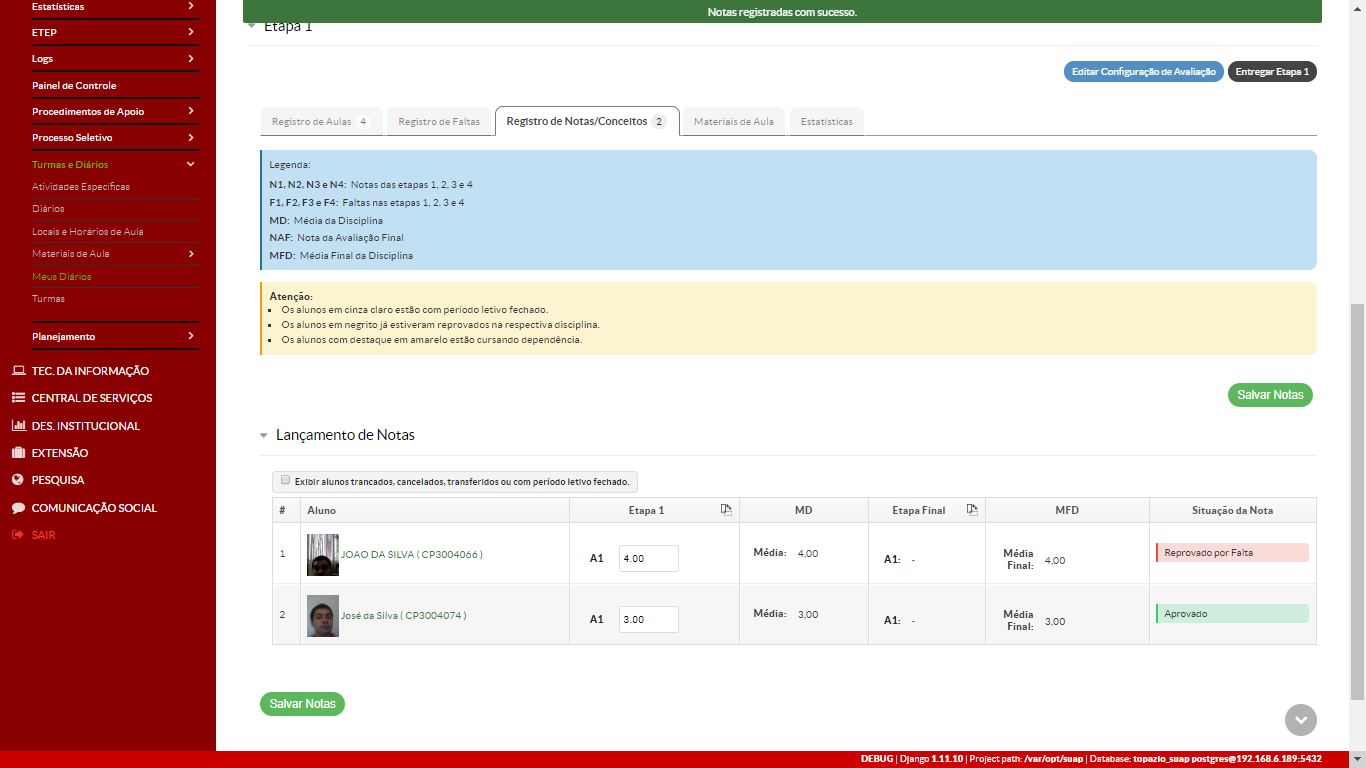 Estatísticas
ETEP
Logs
Painel de Controle
Procedimentos de Apoio
Processo Seletivo
Turmas e Diários
Atividades Específicas
Diários
Locais e Horários de Aula
Materiais de Aula
Meus Diários
Turmas
Planejamento
TEC. DA INFORMAÇÃO
CENTRAL DE SERVIÇOS
DES. INSTITUCIONAL
EXTENSÃO
PESQUISA
COMUNICAÇÃO SOCIAL
SAIR
Notas registradas com sucesso.
Etapa 1
Editar Configuração de Avaliação Entregar Etapa 1
Registro de Aulas 4 Registro de Faltas Registro de Notas/Conceitos 2 Materiais de Aula Estatísticas
Legenda:
N1, N2, N3 e N4: Notas das etapas 1, 2, 3 e 4
F1, F2, F3 e F4: Faltas nas etapas 1, 2, 3 e 4
MD: Média da Disciplina
NAF: Nota da Avaliação Final
MFD: Média Final da Disciplina
Atenção:
Os alunos em cinza claro estão com período letivo fechado.
Os alunos em negrito já estiveram reprovados na respectiva disciplina.
Os alunos com destaque em amarelo estão cursando dependência.
Salvar Notas
Lançamento de Notas
Exibir alunos trancados, cancelados, transferidos ou com período letivo fechado.
# Aluno Etapa 1 MD Etapa Final MFD Situação da Nota
1 JOAO DA SILVA ( CP3004066 ) A1 4.00 Média: 4,00 A1: - Média Final: 4,00 Reprovado por Falta
2 José da Silva ( CP3004074 ) A1 3.00 Média: 3,00 A1: - Média Final: 3,00 Aprovado
Salvar Notas
DEBUG | Django 1.11.10 | Project path: /var/opt/suap | Database: topazio_suap postgres@192.168.6.189:5432